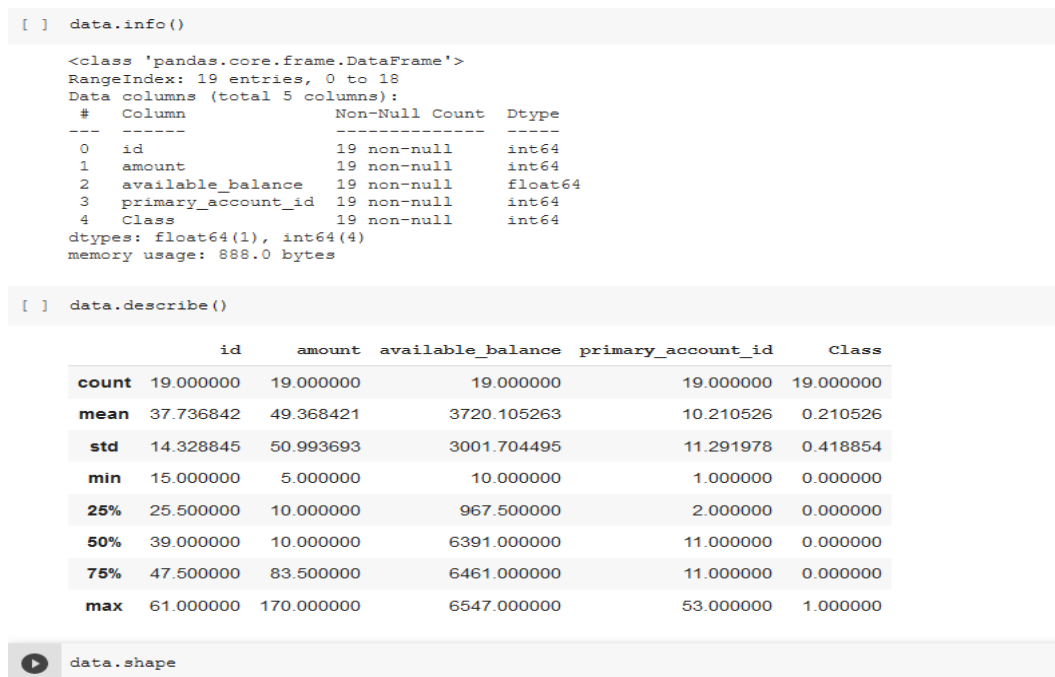 [ ] data.info()
<class 'pandas.core.frame.DataFrame'>
RangeIndex: 19 entries, 0 to 18
Data columns (total 5 columns):
 #   Column                Non-Null Count  Dtype
---  ------                --------------  -----
 0   id                    19 non-null     int64
 1   amount                19 non-null     int64
 2   available_balance     19 non-null     float64
 3   primary_account_id    19 non-null     int64
 4   Class                 19 non-null     int64
dtypes: float64(1), int64(4)
memory usage: 888.0 bytes
[ ] data.describe()
id amount available_balance primary_account_id Class
count 19.000000 19.000000 19.000000 19.000000 19.000000
mean 37.736842 49.368421 3720.105263 10.210526 0.210526
std 14.328845 50.993693 3001.704495 11.291978 0.418854
min 15.000000 5.000000 10.000000 1.000000 0.000000
25% 25.500000 10.000000 967.500000 2.000000 0.000000
50% 39.000000 10.000000 6391.000000 11.000000 0.000000
75% 47.500000 83.500000 6461.000000 11.000000 0.000000
max 61.000000 170.000000 6547.000000 53.000000 1.000000
data.shape